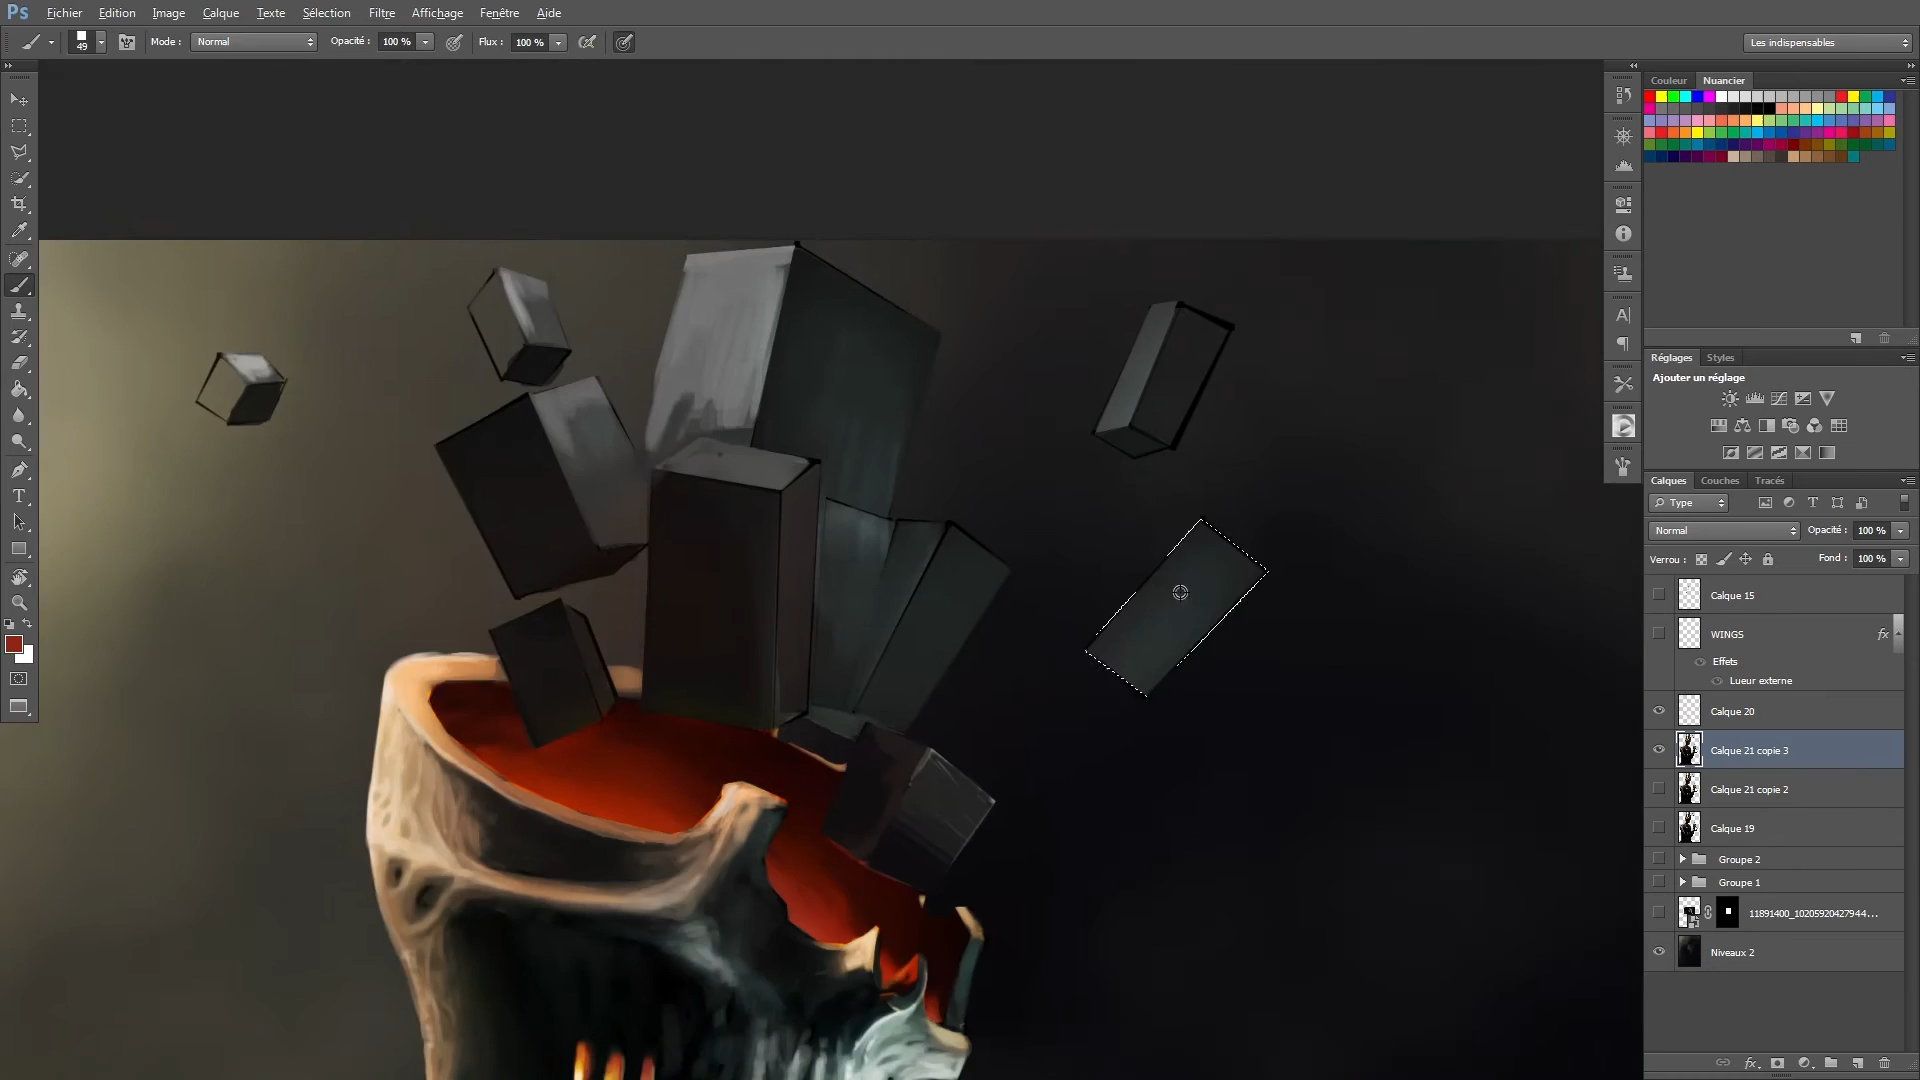 Ps Fichier Edition Image Calque Texte Sélection Filtre Affichage Fenêtre Aide
49 Mode : Normal Opacité : 100 % Flux : 100 % Les indispensables
Couleur Nuancier
Réglages Styles
Ajouter un réglage
Calques Couches Tracés
Type
Normal Opacité : 100 %
Verrou : Fond : 100 %
Calque 15
WINGS fx
Effets
Lueur externe
Calque 20
Calque 21 copie 3
Calque 21 copie 2
Calque 19
Groupe 2
Groupe 1
11891400_10205920427944...
Niveaux 2